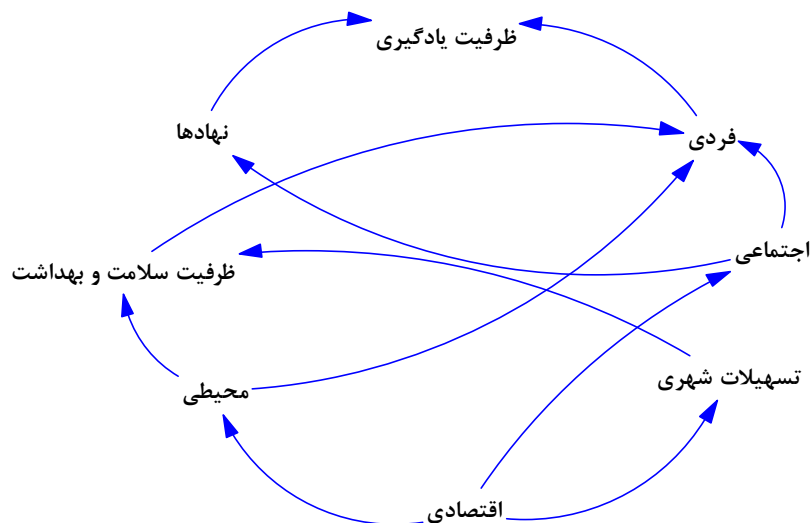 ظرفیت یادگیری
نهادها
فردی
اجتماعی
ظرفیت سلامت و بهداشت
تسهیلات شهری
محیطی
اقتصادی